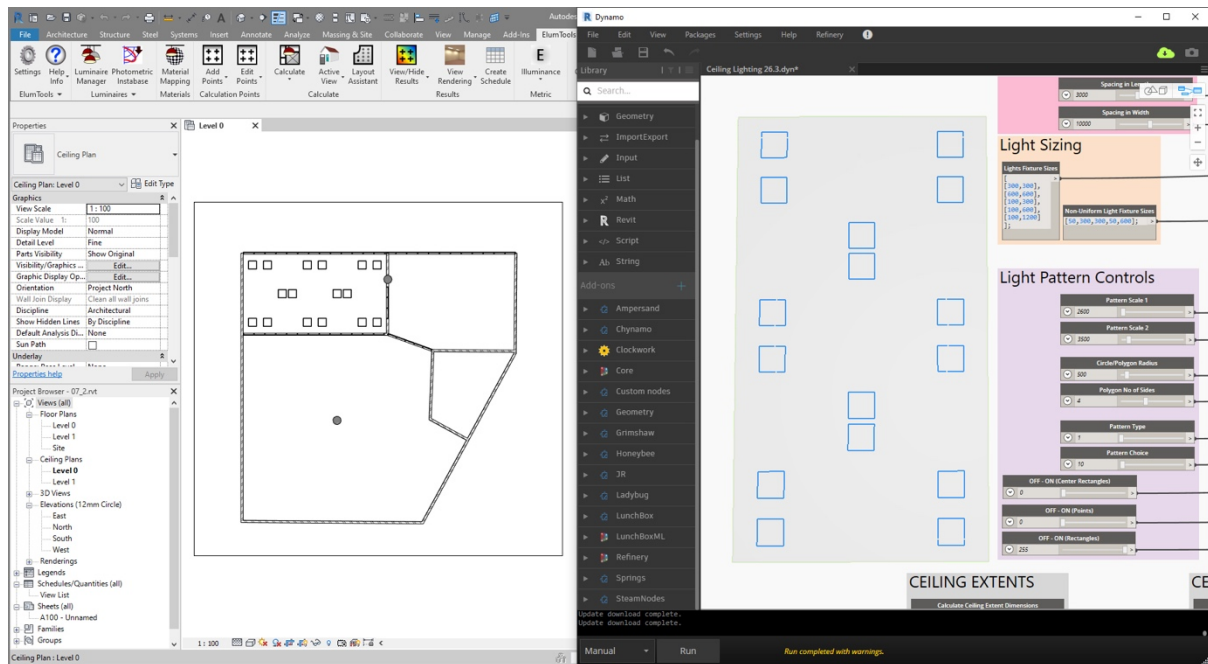 Autodes
File Architecture Structure Steel Systems Insert Annotate Analyze Massing & Site Collaborate View Manage Add-Ins ElumTools
Settings Help Luminaire Manager Photometric Instabase Material Mapping Add Points Edit Points Calculate Active View Layout Assistant View/Hide Results View Rendering Create Schedule Illuminance
ElumTools Luminaires Materials Calculation Points Calculate Results Metric
Properties
Level 0
Ceiling Plan
Ceiling Plan: Level 0 Edit Type
Graphics
View Scale 1 : 100
Scale Value 1: 100
Display Model Normal
Detail Level Fine
Parts Visibility Show Original
Visibility/Graphics ... Edit...
Graphic Display Op... Edit...
Orientation Project North
Wall Join Display Clean all wall joins
Discipline Architectural
Show Hidden Lines By Discipline
Default Analysis Di... None
Sun Path
Underlay
Properties help Apply
Project Browser - 07_2.rvt
Views (all)
Floor Plans
Level 0
Level 1
Site
Ceiling Plans
Level 0
Level 1
3D Views
Elevations (12mm Circle)
East
North
South
West
Renderings
Legends
Schedules/Quantities (all)
View List
Sheets (all)
A100 - Unnamed
Families
Groups
1 : 100
Ceiling Plan : Level 0
Dynamo
File Edit View Packages Settings Help Refinery
Library
Ceiling Lighting 26.3.dyn*
Search...
Geometry
ImportExport
Input
List
Math
Revit
Script
String
Add-ons
Ampersand
Chynamo
Clockwork
Core
Custom nodes
Geometry
Grimshaw
Honeybee
JR
Ladybug
LunchBox
LunchBoxML
Refinery
Springs
SteamNodes
Spacing in Len
3000
Spacing in Width
10000
Light Sizing
Lights Fixture Sizes
[
[300,300],
[600,600],
[100,300],
[100,600],
[100,1200]
];
Non-Uniform Light Fixture Sizes
[50,300,300,50,600];
Light Pattern Controls
Pattern Scale 1
2600
Pattern Scale 2
3500
Circle/Polygon Radius
500
Polygon No of Sides
4
Pattern Type
1
Pattern Choice
10
OFF - ON (Center Rectangles)
0
OFF - ON (Points)
0
OFF - ON (Rectangles)
255
CEILING EXTENTS
CE
Calculate Ceiling Extent Dimensions
Update download complete.
Update download complete.
Manual Run Run completed with warnings.